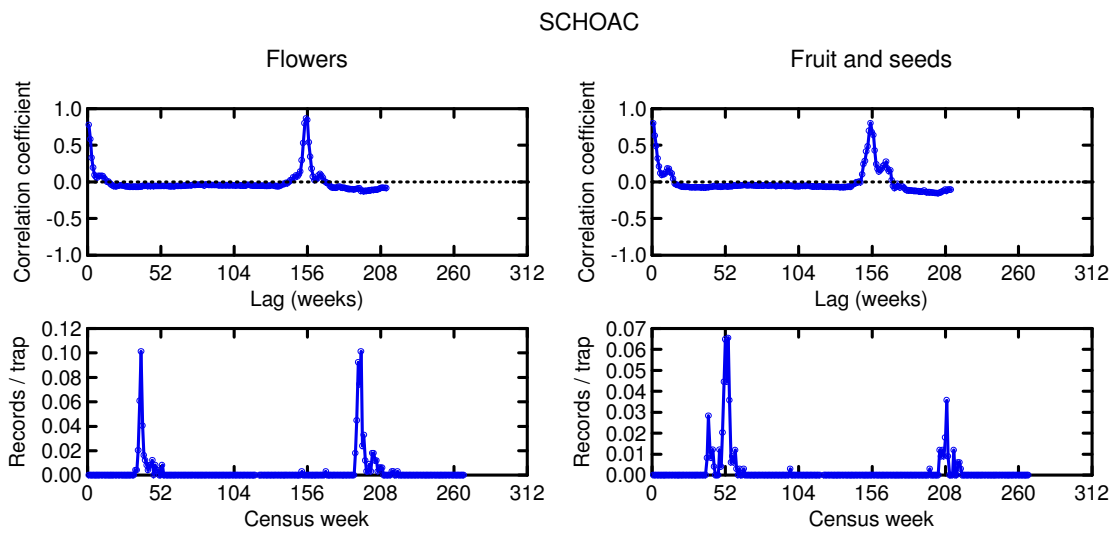 SCHOAC
Flowers
Fruit and seeds
Correlation coefficient
1.0
0.5
0.0
-0.5
-1.0
0 52 104 156 208 260 312
Lag (weeks)
Correlation coefficient
1.0
0.5
0.0
-0.5
-1.0
0 52 104 156 208 260 312
Lag (weeks)
Records / trap
0.12
0.10
0.08
0.06
0.04
0.02
0.00
0 52 104 156 208 260 312
Census week
Records / trap
0.07
0.06
0.05
0.04
0.03
0.02
0.01
0.00
0 52 104 156 208 260 312
Census week